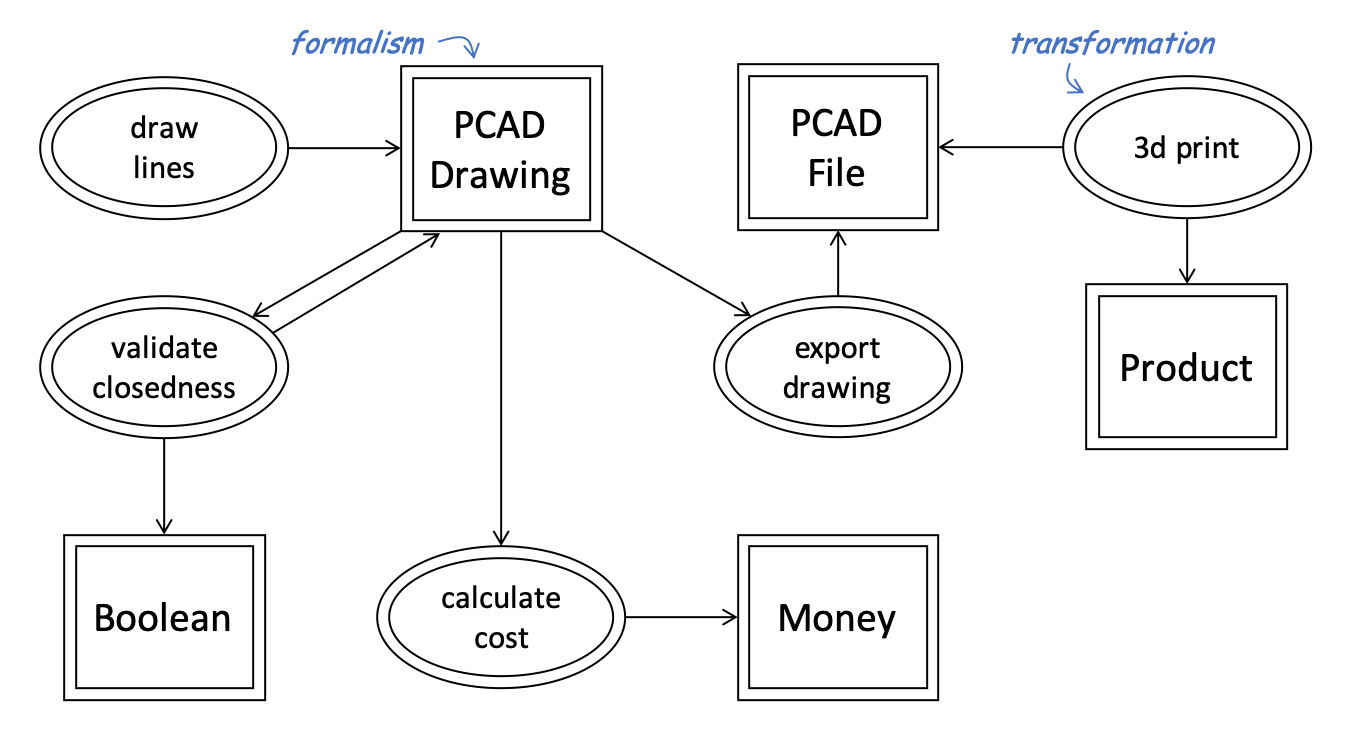 formalism
transformation
draw
lines
PCAD
Drawing
PCAD
File
3d print
validate
closedness
export
drawing
Product
Boolean
calculate
cost
Money